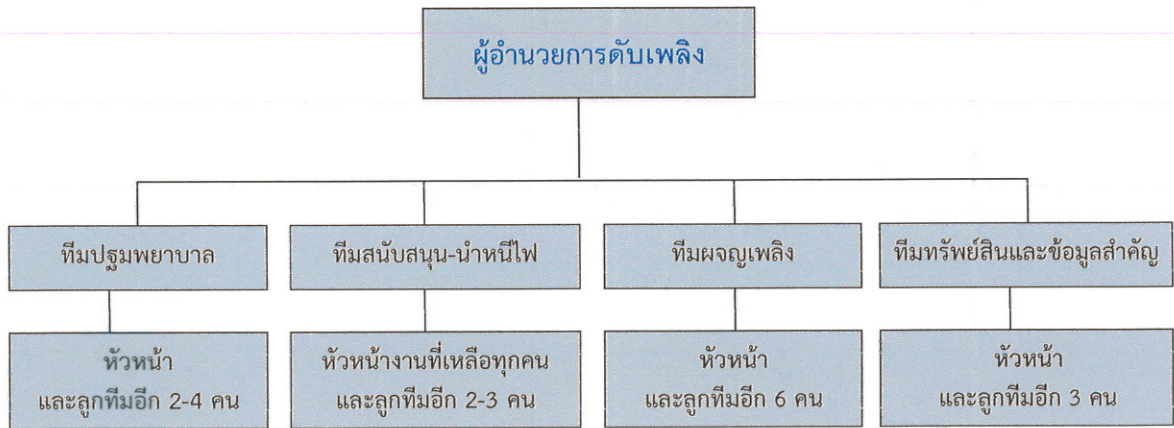 ผู้อำนวยการดับเพลิง
ทีมปฐมพยาบาล
ทีมสนับสนุน-นำหนีไฟ
ทีมผจญเพลิง
ทีมทรัพย์สินและข้อมูลสำคัญ
หัวหน้า
และลูกทีมอีก 2-4 คน
หัวหน้างานที่เหลือทุกคน
และลูกทีมอีก 2-3 คน
หัวหน้า
และลูกทีมอีก 6 คน
หัวหน้า
และลูกทีมอีก 3 คน